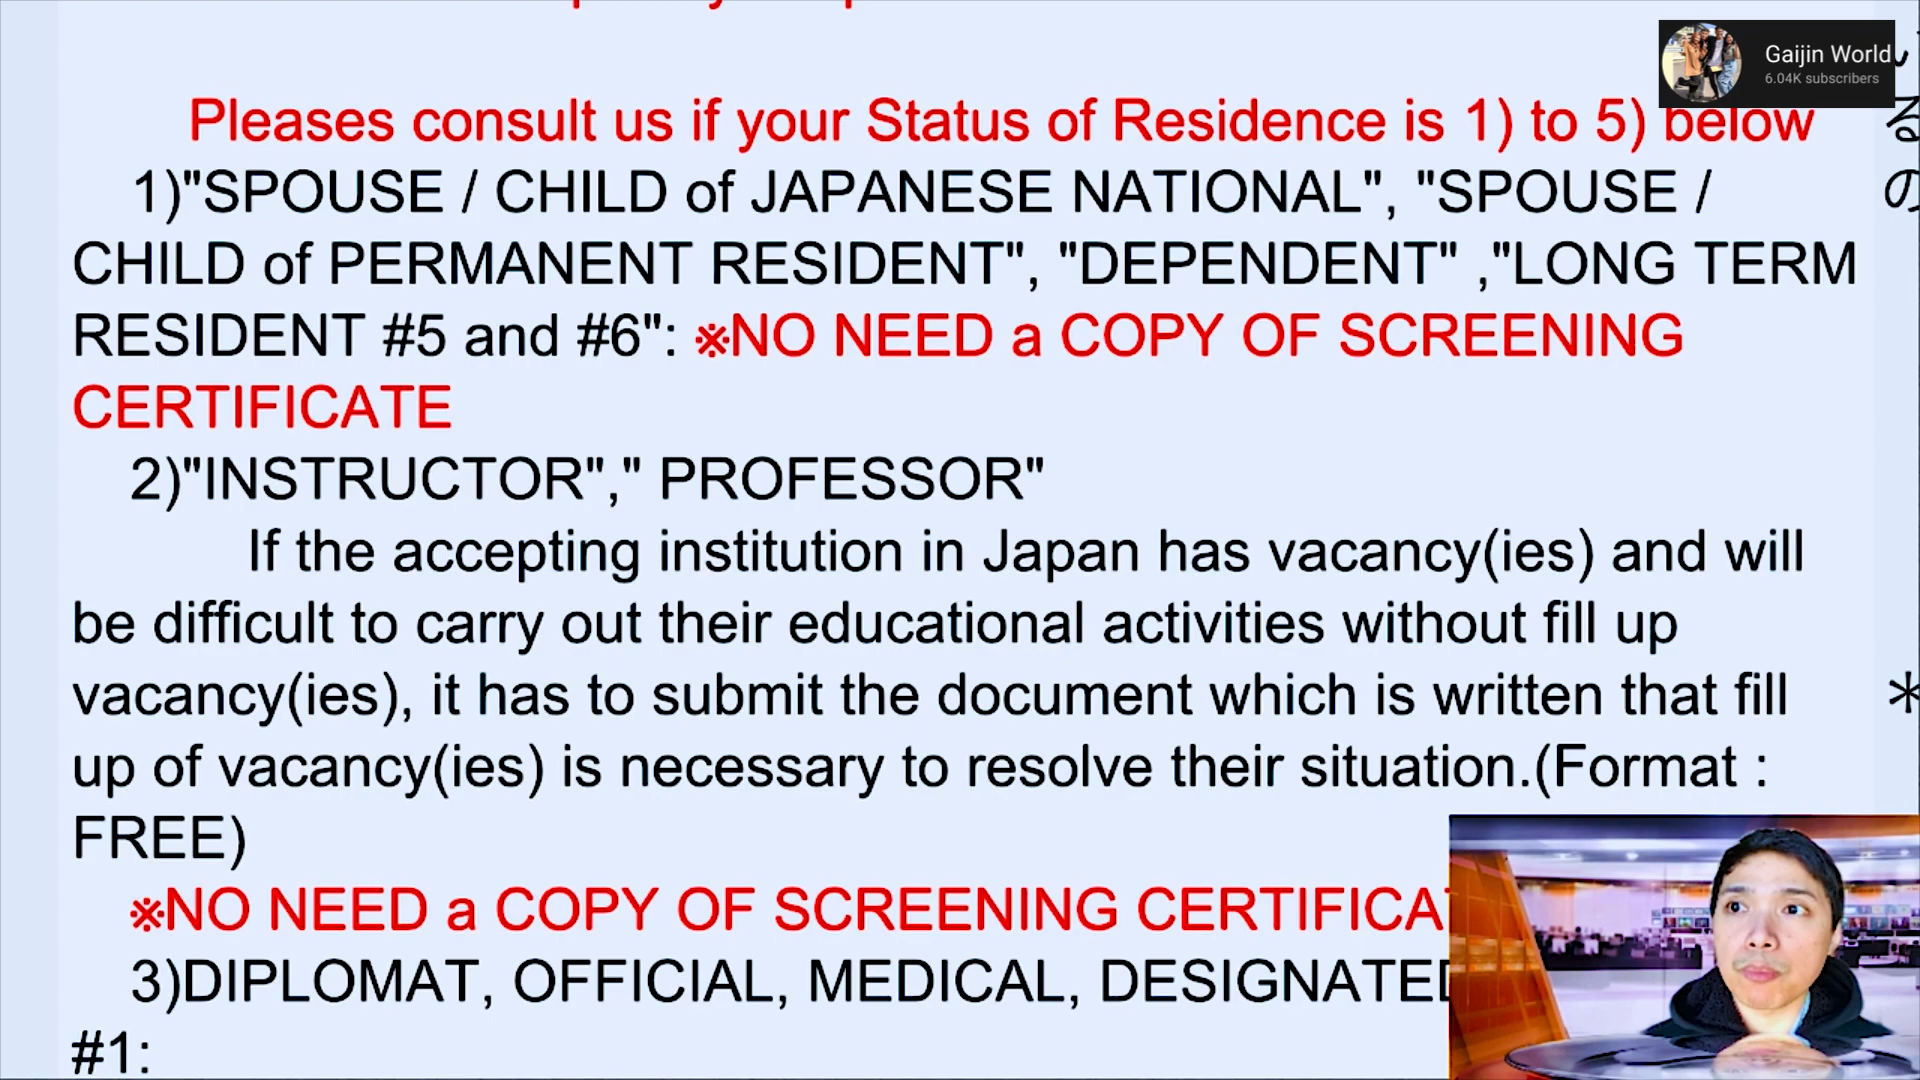 Gaijin World
6.04K subscribers
Pleases consult us if your Status of Residence is 1) to 5) below
1)"SPOUSE / CHILD of JAPANESE NATIONAL", "SPOUSE /
CHILD of PERMANENT RESIDENT", "DEPENDENT" ,"LONG TERM
RESIDENT #5 and #6": ※NO NEED a COPY OF SCREENING
CERTIFICATE
2)"INSTRUCTOR"," PROFESSOR"
If the accepting institution in Japan has vacancy(ies) and will
be difficult to carry out their educational activities without fill up
vacancy(ies), it has to submit the document which is written that fill
up of vacancy(ies) is necessary to resolve their situation.(Format :
FREE)
※NO NEED a COPY OF SCREENING
3)DIPLOMAT, OFFICIAL, MEDICAL, DESIGNATED
#1:
る
の
*